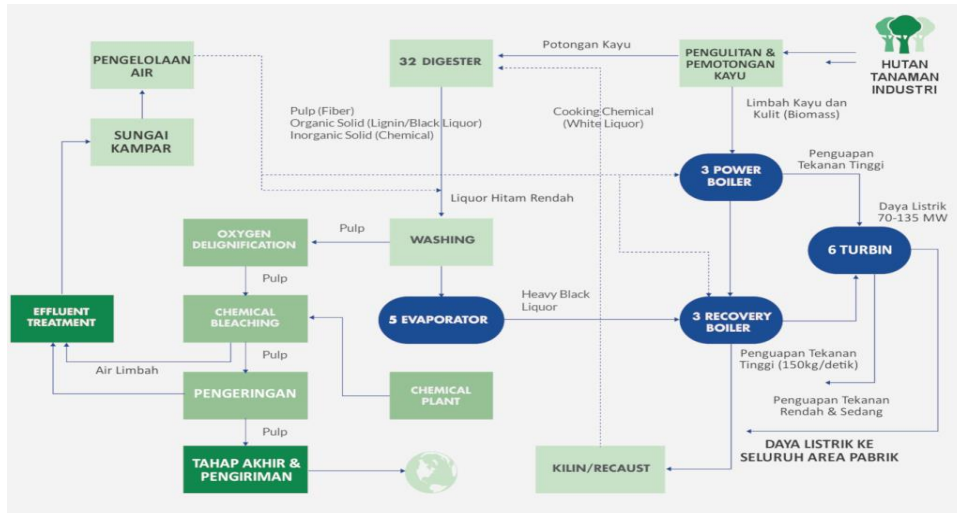 PENGELOLAAN
AIR
32 DIGESTER
Potongan Kayu
PENGULITAN &
PEMOTONGAN
KAYU
HUTAN
TANAMAN
INDUSTRI
SUNGAI
KAMPAR
Pulp (Fiber)
Organic Solid (Lignin/Black Liquor)
Inorganic Solid (Chemical)
Cooking Chemical
(White Liquor)
Limbah Kayu dan
Kulit (Biomass)
3 POWER
BOILER
Penguapan
Tekanan Tinggi
Liquor Hitam Rendah
Daya Listrik
70-135 MW
OXYGEN
DELIGNIFICATION
Pulp
WASHING
6 TURBIN
Pulp
EFFLUENT
TREATMENT
CHEMICAL
BLEACHING
5 EVAPORATOR
Heavy Black
Liquor
3 RECOVERY
BOILER
Pulp
Air Limbah
Penguapan Tekanan
Tinggi (150kg/detik)
PENGERINGAN
CHEMICAL
PLANT
Penguapan Tekanan
Rendah & Sedang
Pulp
TAHAP AKHIR &
PENGIRIMAN
KILIN/RECAUST
DAYA LISTRIK KE
SELURUH AREA PABRIK